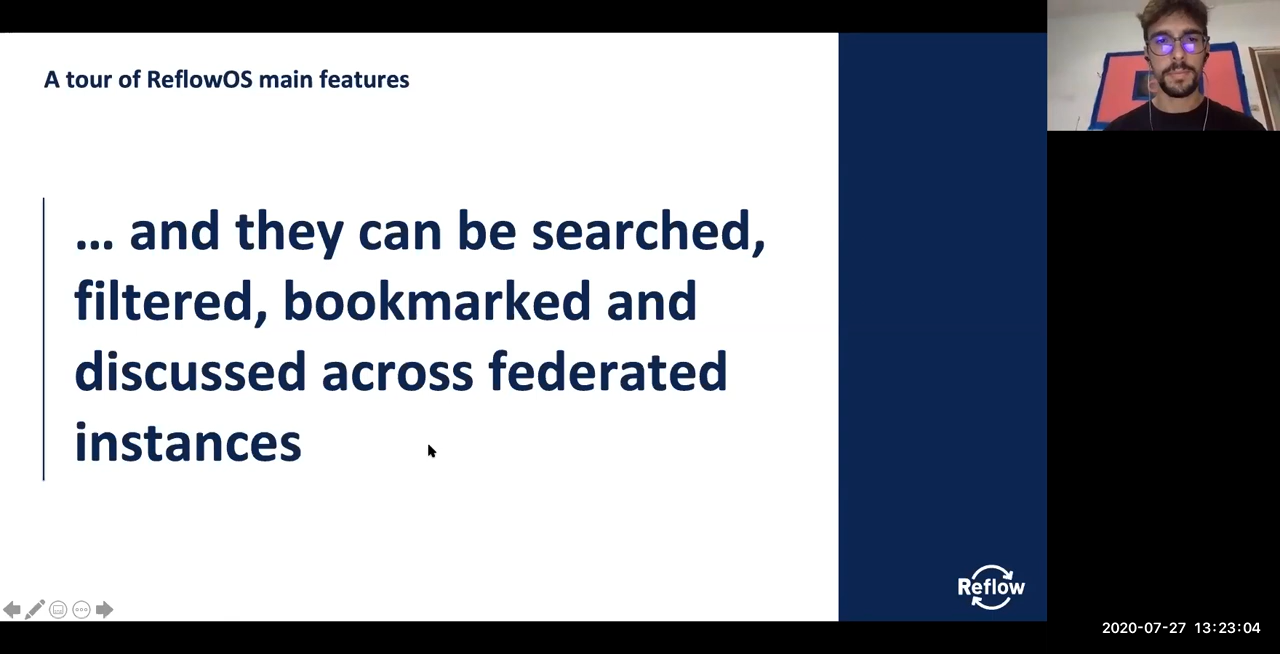 A tour of ReflowOS main features
... and they can be searched,
filtered, bookmarked and
discussed across federated
instances
Reflow
2020-07-27 13:23:04